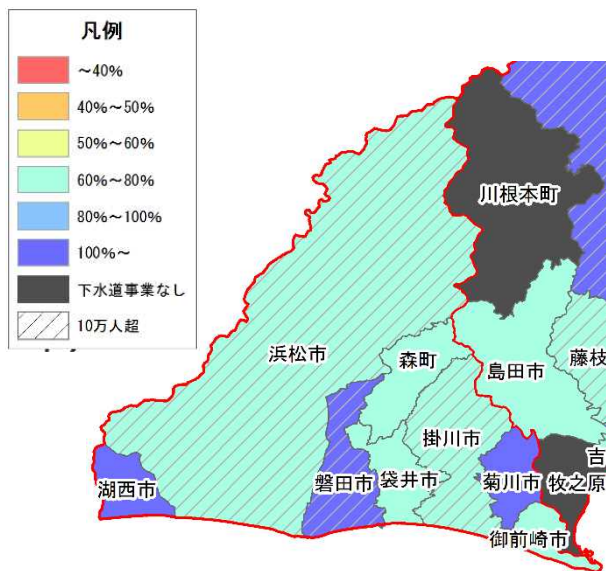 凡例
～40%
40%～50%
50%～60%
60%～80%
80%～100%
100%～
下水道事業なし
10万人超
川根本町
浜松市
森町
島田市
藤枝
掛川市
吉
湖西市
磐田市
袋井市
菊川市
牧之原
御前崎市